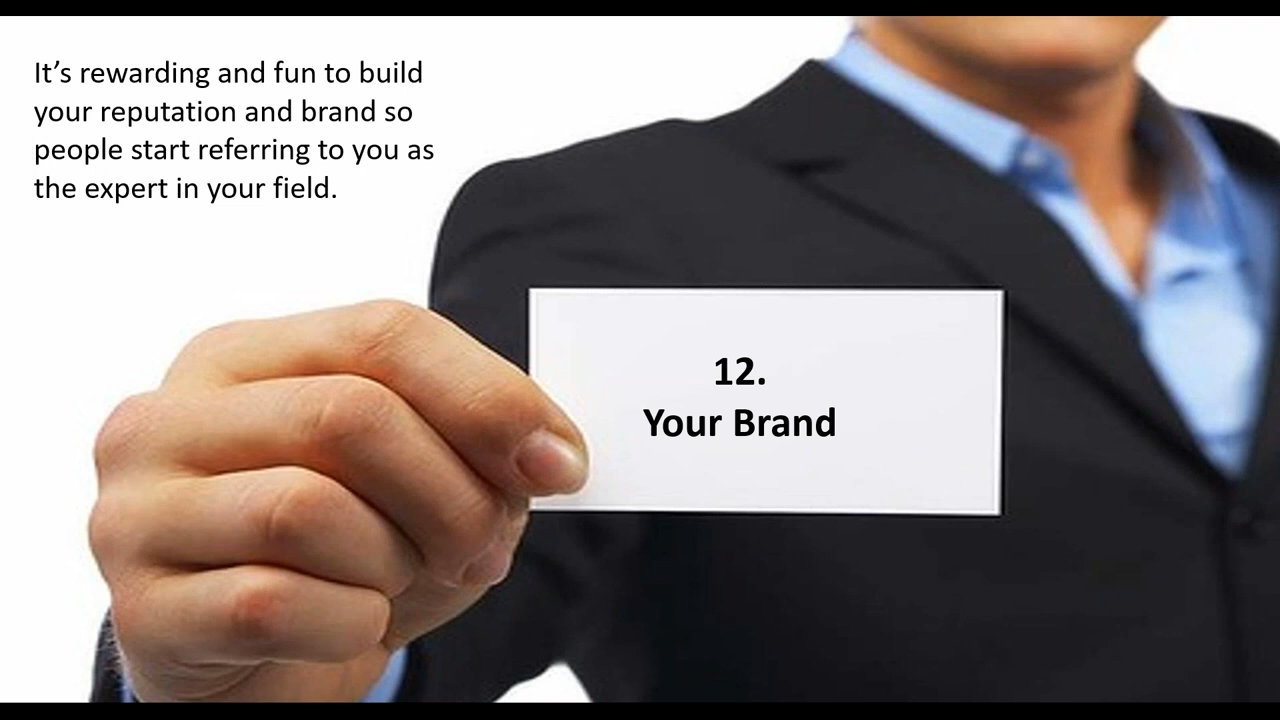 It’s rewarding and fun to build
your reputation and brand so
people start referring to you as
the expert in your field.
12.
Your Brand